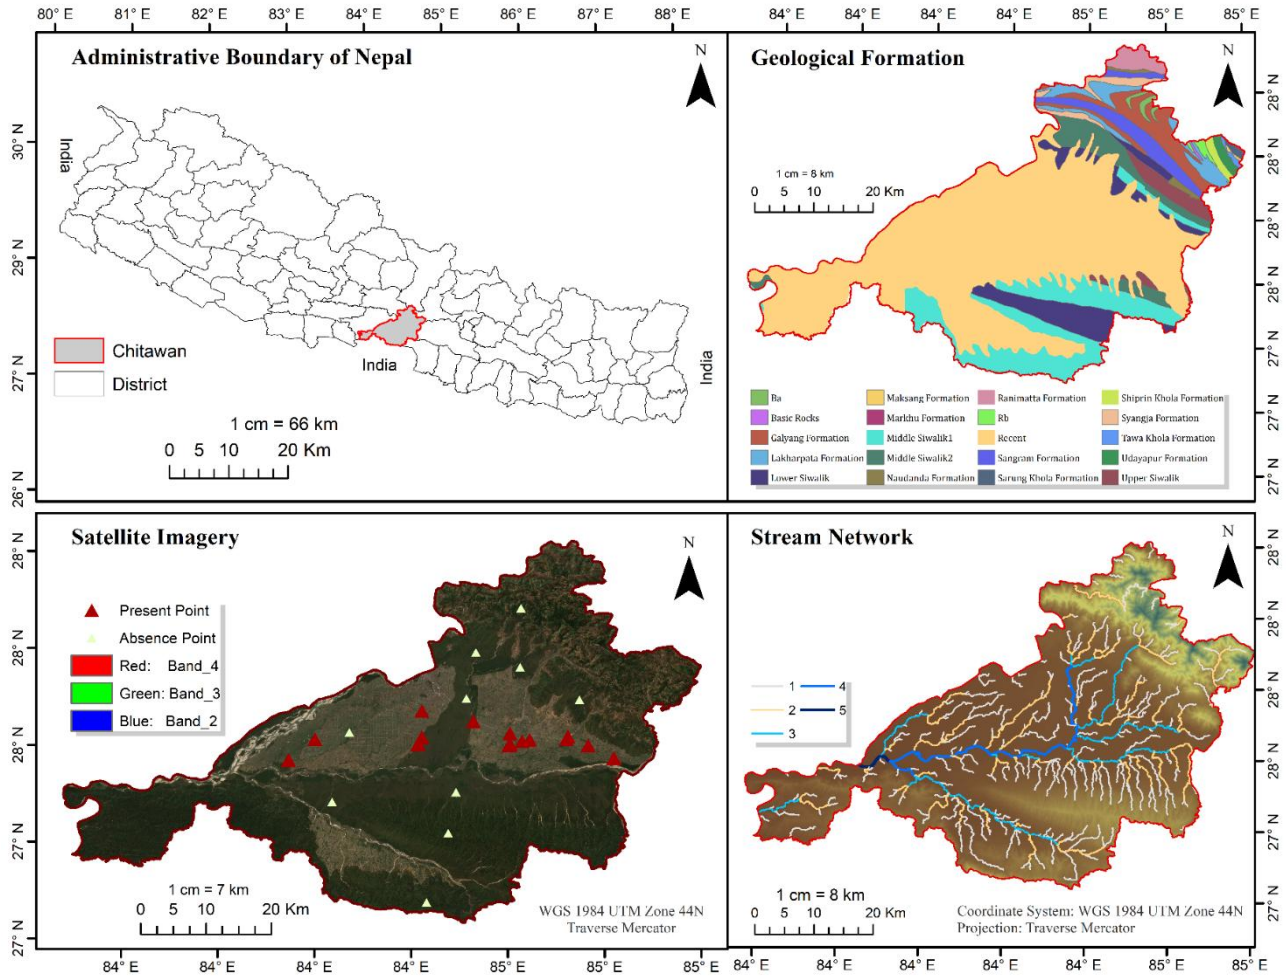 80° E 81° E 82° E 83° E 84° E 85° E 86° E 87° E 88° E
84° E 84° E 84° E 85° E 85° E 85° E 85° E
Administrative Boundary of Nepal
N
30° N
29° N
27° N
26° N
India
India
India
Chitawan
District
1 cm = 66 km
0 5 10 20 Km
Geological Formation
N
1 cm = 8 km
0 5 10 20 Km
28° N
28° N
28° N
28° N
27° N
27° N
27° N
Ba
Basic Rocks
Galyang Formation
Lakharpata Formation
Lower Siwalik
Maksang Formation
Markhu Formation
Middle Siwalik1
Middle Siwalik2
Naudanda Formation
Ranimatta Formation
Rb
Recent
Sangram Formation
Sarung Khola Formation
Shiprin Khola Formation
Syangja Formation
Tawa Khola Formation
Udayapur Formation
Upper Siwalik
Satellite Imagery
N
28° N
28° N
28° N
27° N
27° N
Present Point
Absence Point
Red: Band_4
Green: Band_3
Blue: Band_2
1 cm = 7 km
0 5 10 20 Km
WGS 1984 UTM Zone 44N
Traverse Mercator
Stream Network
N
1
2
3
4
5
1 cm = 8 km
0 5 10 20 Km
Coordinate System: WGS 1984 UTM Zone 44N
Projection: Traverse Mercator
28° N
28° N
28° N
28° N
27° N
27° N
84° E 84° E 84° E 84° E 85° E 85° E 85° E
84° E 84° E 84° E 85° E 85° E 85° E 85° E